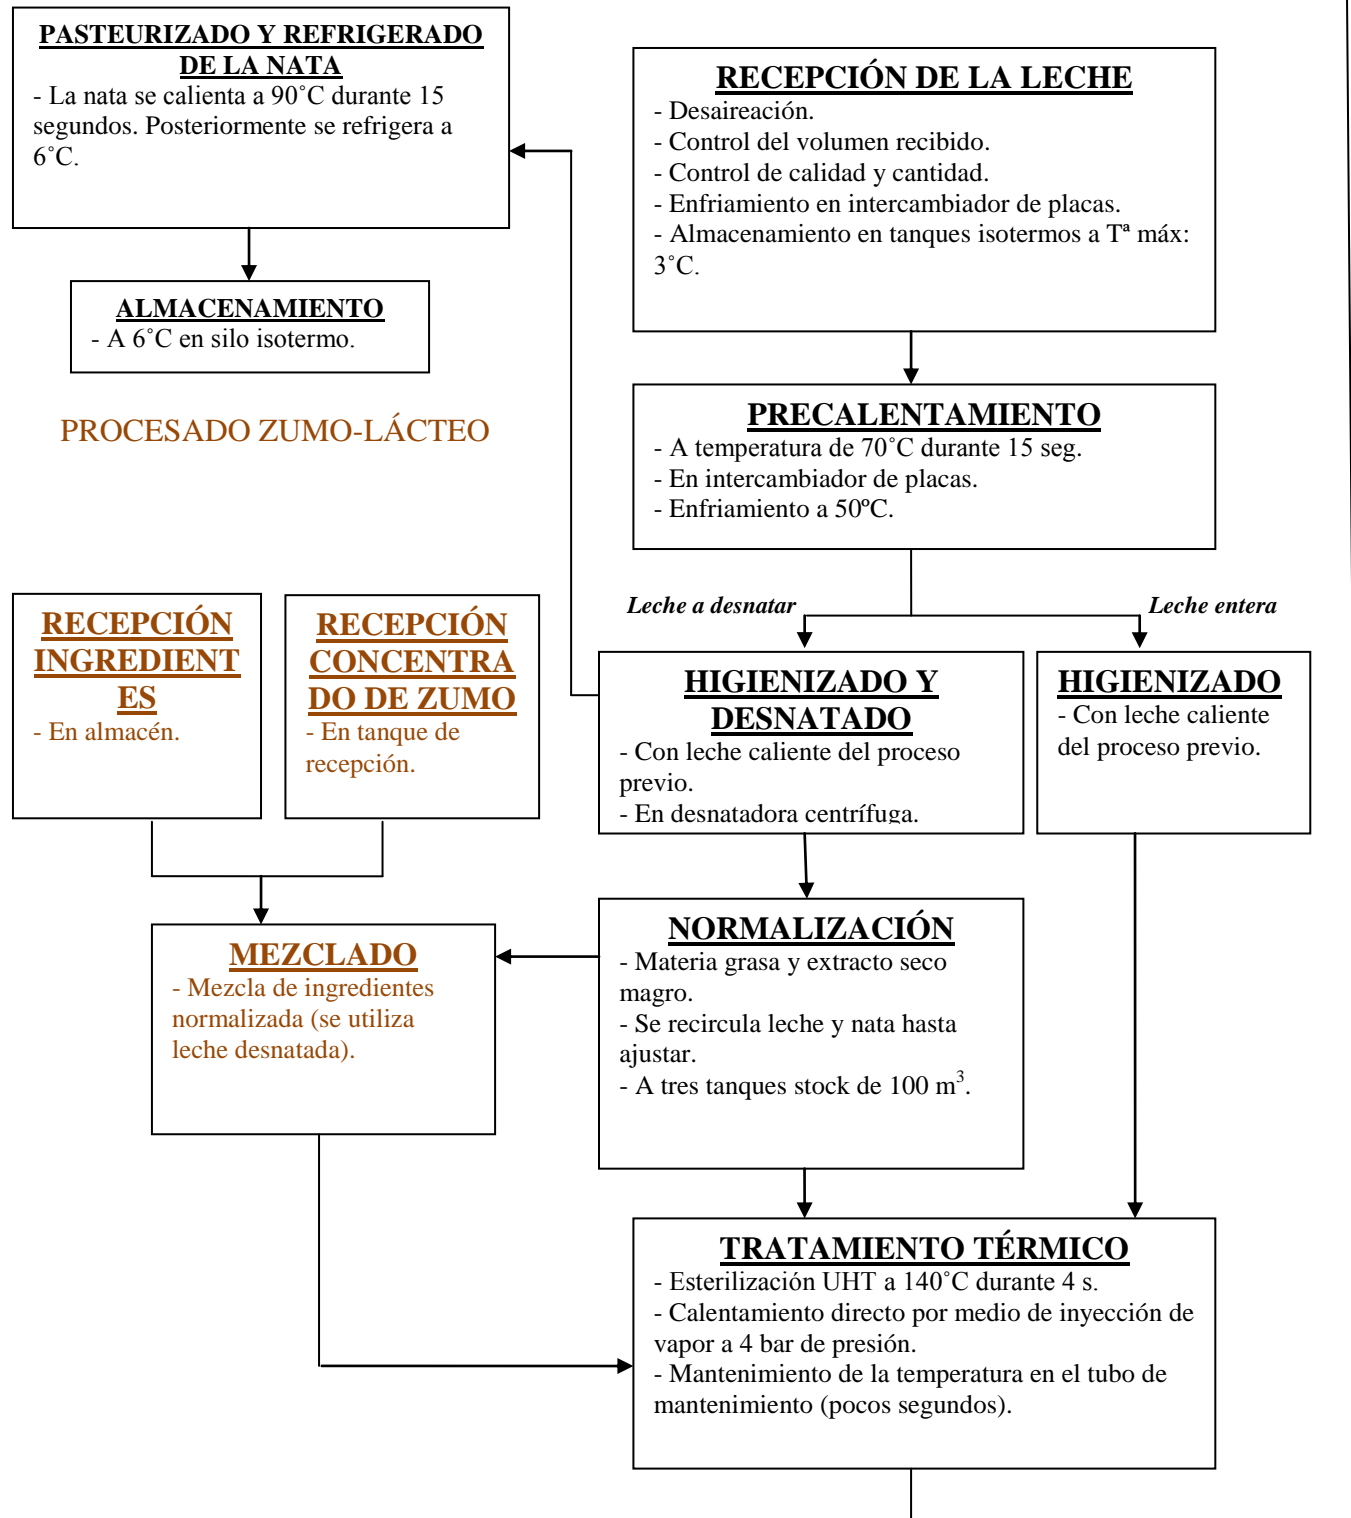 PASTEURIZADO Y REFRIGERADO
DE LA NATA
- La nata se calienta a 90˚C durante 15
segundos. Posteriormente se refrigera a
6˚C.
RECEPCIÓN DE LA LECHE
- Desaireación.
- Control del volumen recibido.
- Control de calidad y cantidad.
- Enfriamiento en intercambiador de placas.
- Almacenamiento en tanques isotermos a Tª máx:
3˚C.
ALMACENAMIENTO
- A 6˚C en silo isotermo.
PROCESADO ZUMO-LÁCTEO
PRECALENTAMIENTO
- A temperatura de 70˚C durante 15 seg.
- En intercambiador de placas.
- Enfriamiento a 50ºC.
Leche a desnatar
Leche entera
RECEPCIÓN
INGREDIENT
ES
- En almacén.
RECEPCIÓN
CONCENTRA
DO DE ZUMO
- En tanque de
recepción.
HIGIENIZADO Y
DESNATADO
- Con leche caliente del proceso
previo.
- En desnatadora centrífuga.
HIGIENIZADO
- Con leche caliente
del proceso previo.
MEZCLADO
- Mezcla de ingredientes
normalizada (se utiliza
leche desnatada).
NORMALIZACIÓN
- Materia grasa y extracto seco
magro.
- Se recircula leche y nata hasta
ajustar.
- A tres tanques stock de 100 m³.
TRATAMIENTO TÉRMICO
- Esterilización UHT a 140˚C durante 4 s.
- Calentamiento directo por medio de inyección de
vapor a 4 bar de presión.
- Mantenimiento de la temperatura en el tubo de
mantenimiento (pocos segundos).